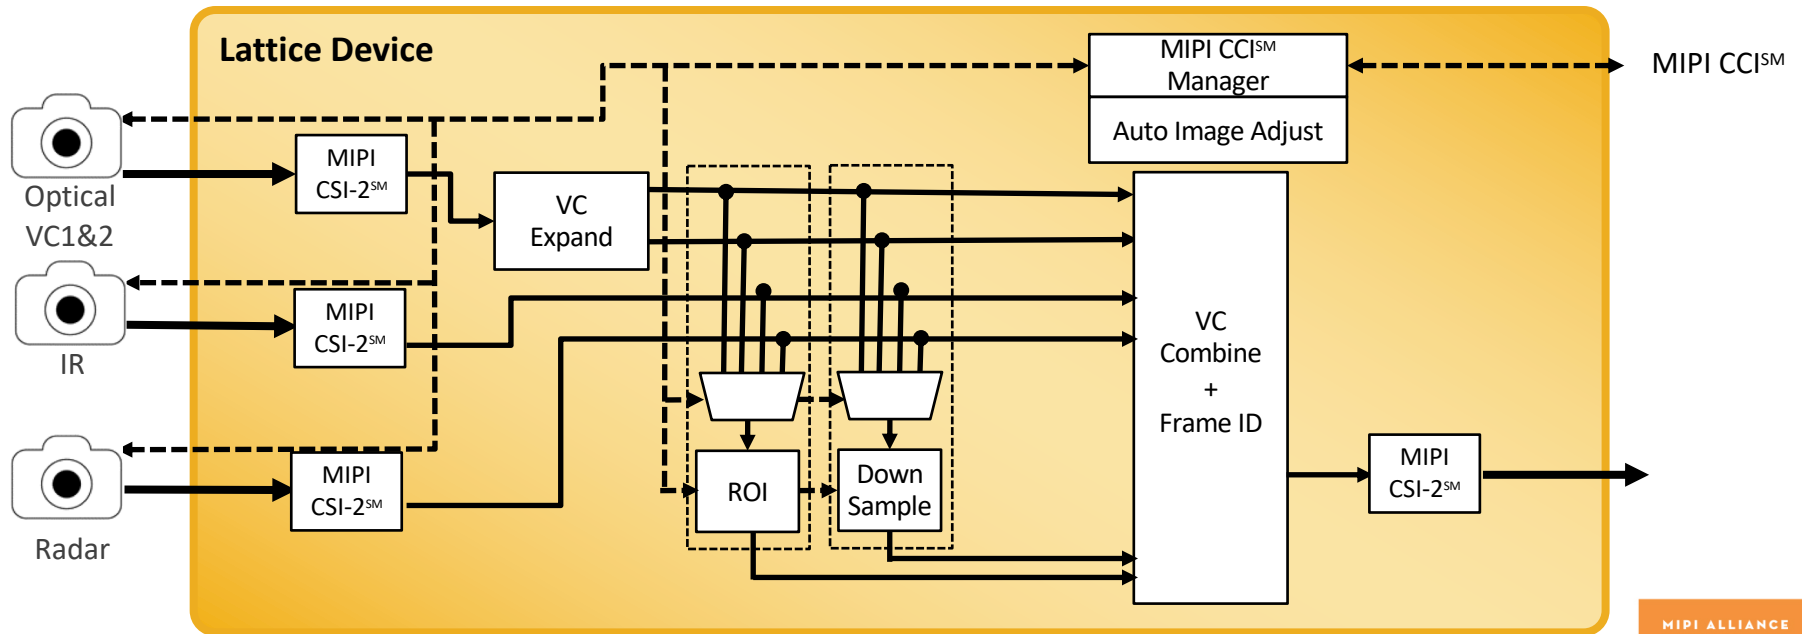 Lattice Device
MIPI CCI℠
Manager
Auto Image Adjust
MIPI CCI℠
Optical
VC1&2
IR
Radar
MIPI
CSI-2℠
MIPI
CSI-2℠
MIPI
CSI-2℠
VC
Expand
ROI
Down
Sample
VC
Combine
+
Frame ID
MIPI
CSI-2℠
MIPI ALLIANCE